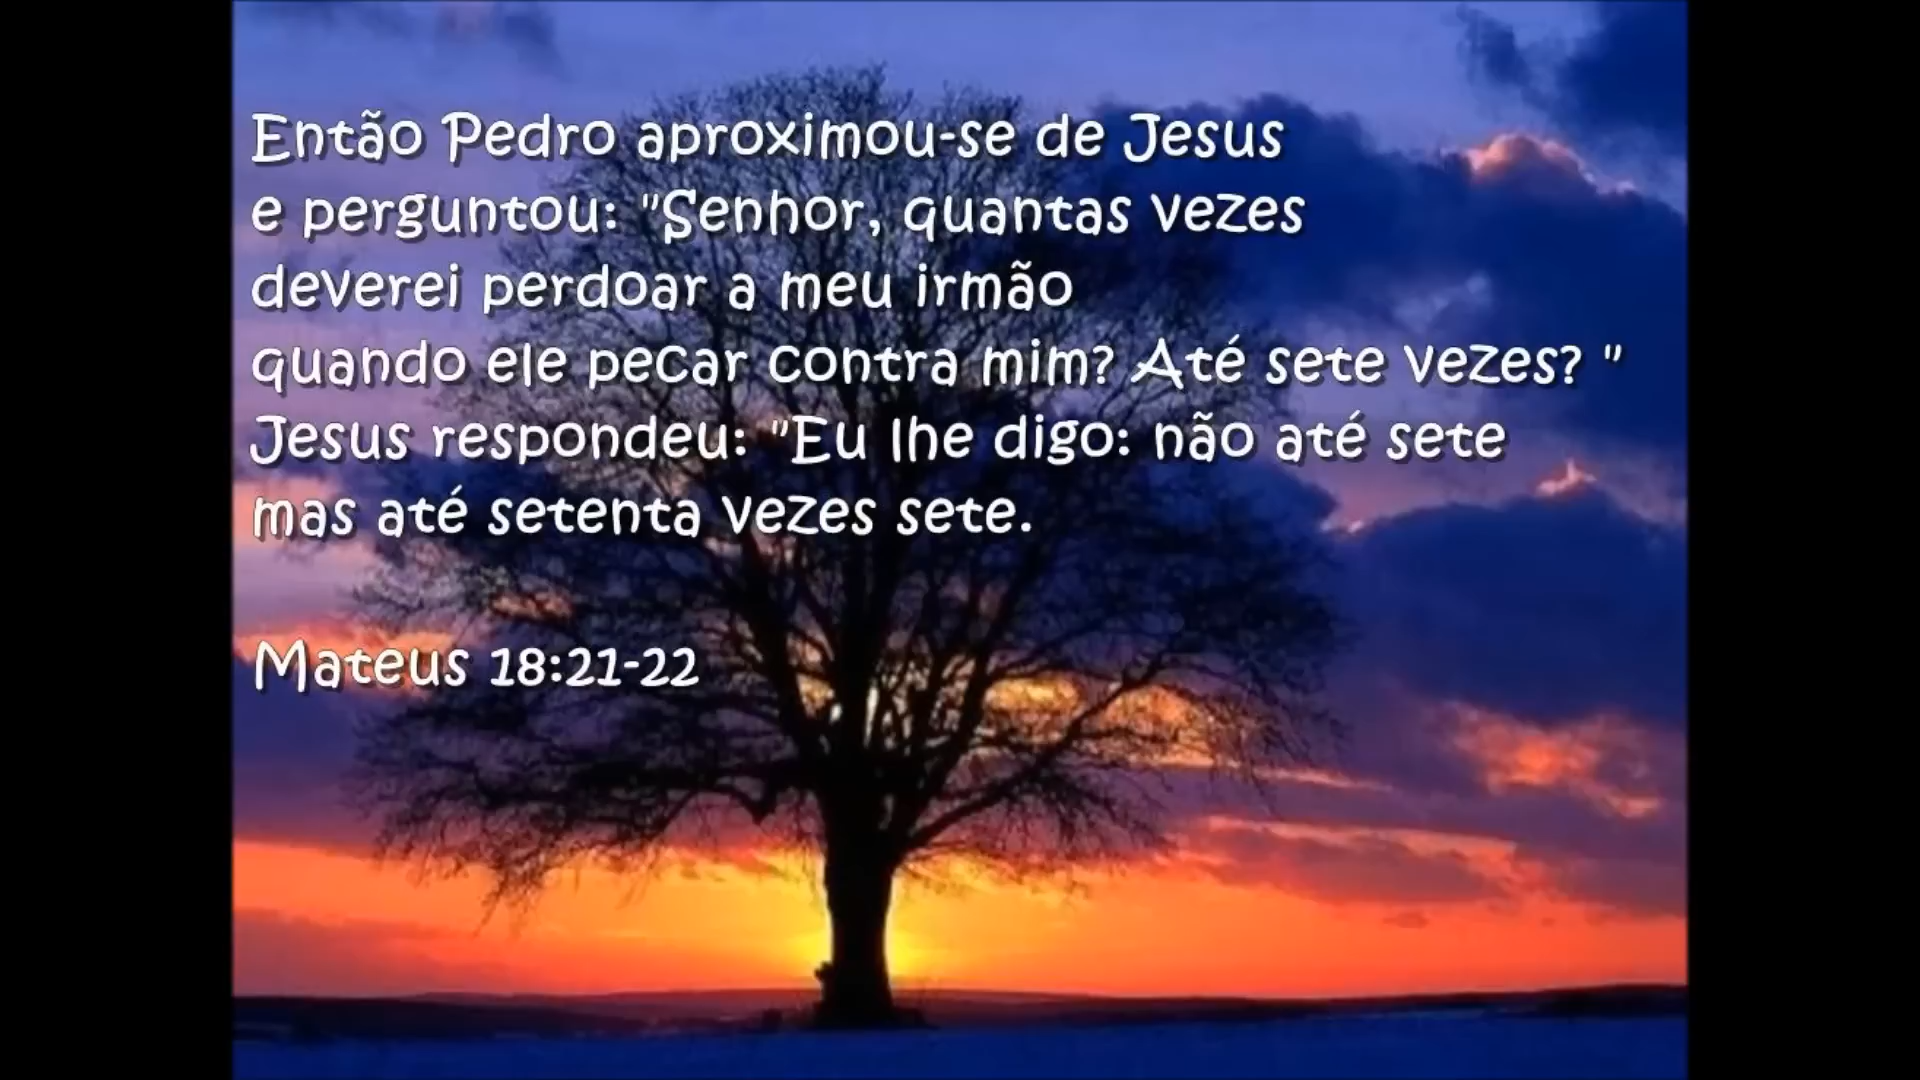 Então Pedro aproximou-se de Jesus
e perguntou: "Senhor, quantas vezes
deverei perdoar a meu irmão
quando ele pecar contra mim? Até sete vezes? "
Jesus respondeu: "Eu lhe digo: não até sete
mas até setenta vezes sete.
Mateus 18:21-22